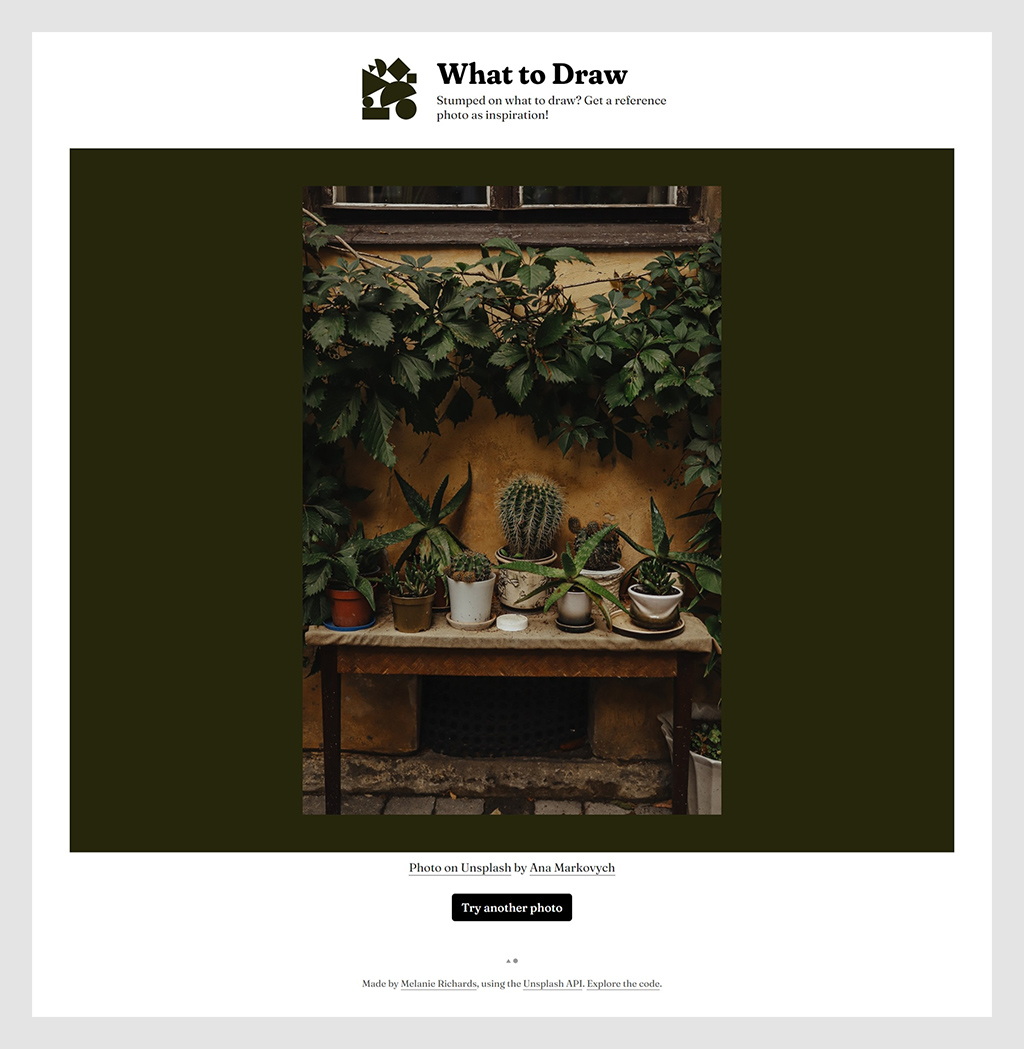 What to Draw
Stumped on what to draw? Get a reference
photo as inspiration!
Photo on Unsplash by Ana Markovych
Try another photo
Made by Melanie Richards, using the Unsplash API. Explore the code.